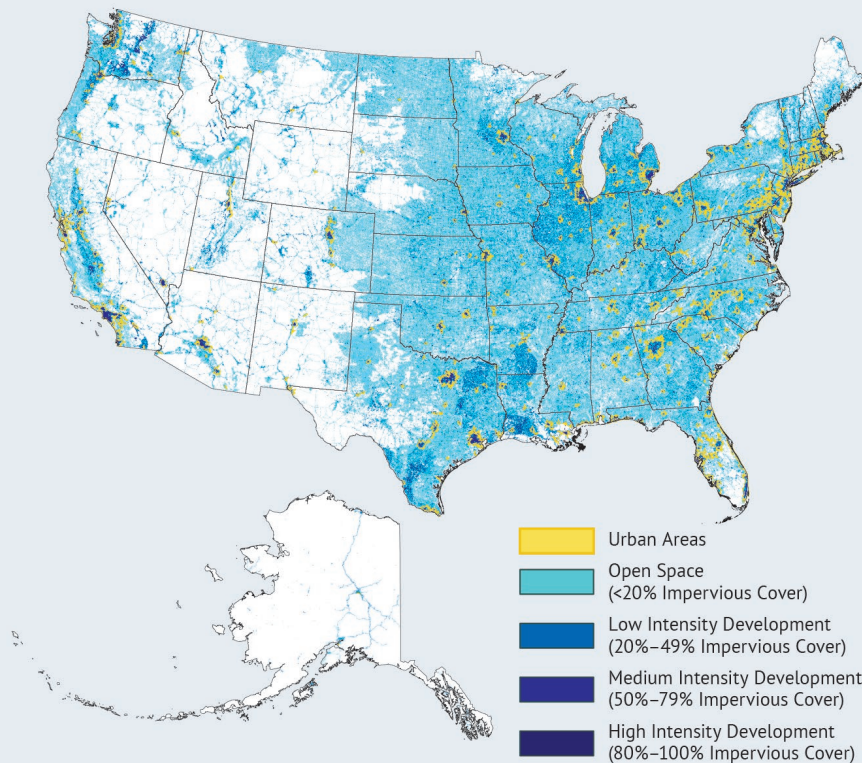 Urban Areas
Open Space
(<20% Impervious Cover)
Low Intensity Development
(20%–49% Impervious Cover)
Medium Intensity Development
(50%–79% Impervious Cover)
High Intensity Development
(80%–100% Impervious Cover)